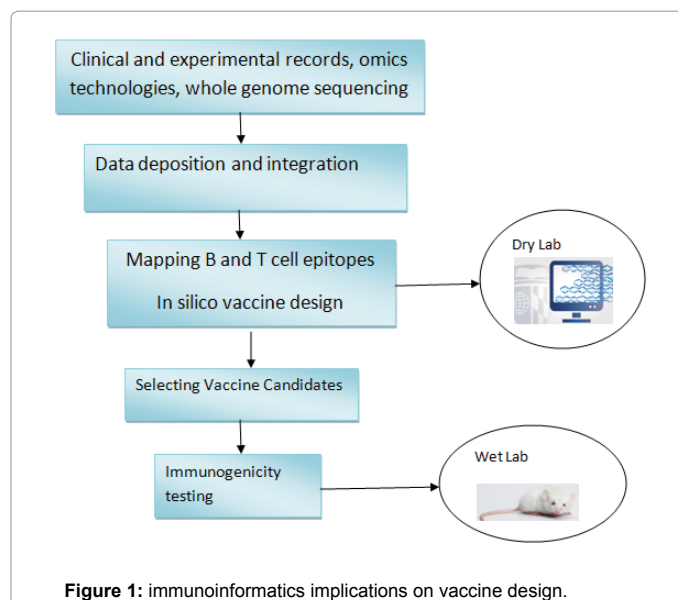 Clinical and experimental records, omics
technologies, whole genome sequencing
Data deposition and integration
Mapping B and T cell epitopes
In silico vaccine design
Dry Lab
Selecting Vaccine Candidates
Immunogenicity
testing
Wet Lab
Figure 1: immunoinformatics implications on vaccine design.